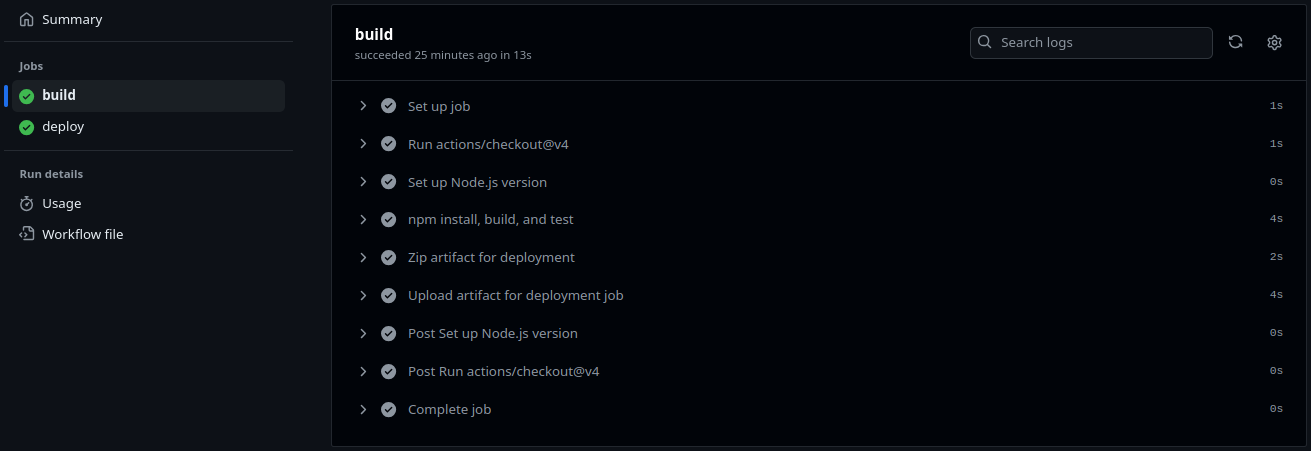 Summary
Jobs
build
deploy
Run details
Usage
Workflow file
build
succeeded 25 minutes ago in 13s
Search logs
Set up job 1s
Run actions/checkout@v4 1s
Set up Node.js version 0s
npm install, build, and test 4s
Zip artifact for deployment 2s
Upload artifact for deployment job 4s
Post Set up Node.js version 0s
Post Run actions/checkout@v4 0s
Complete job 0s